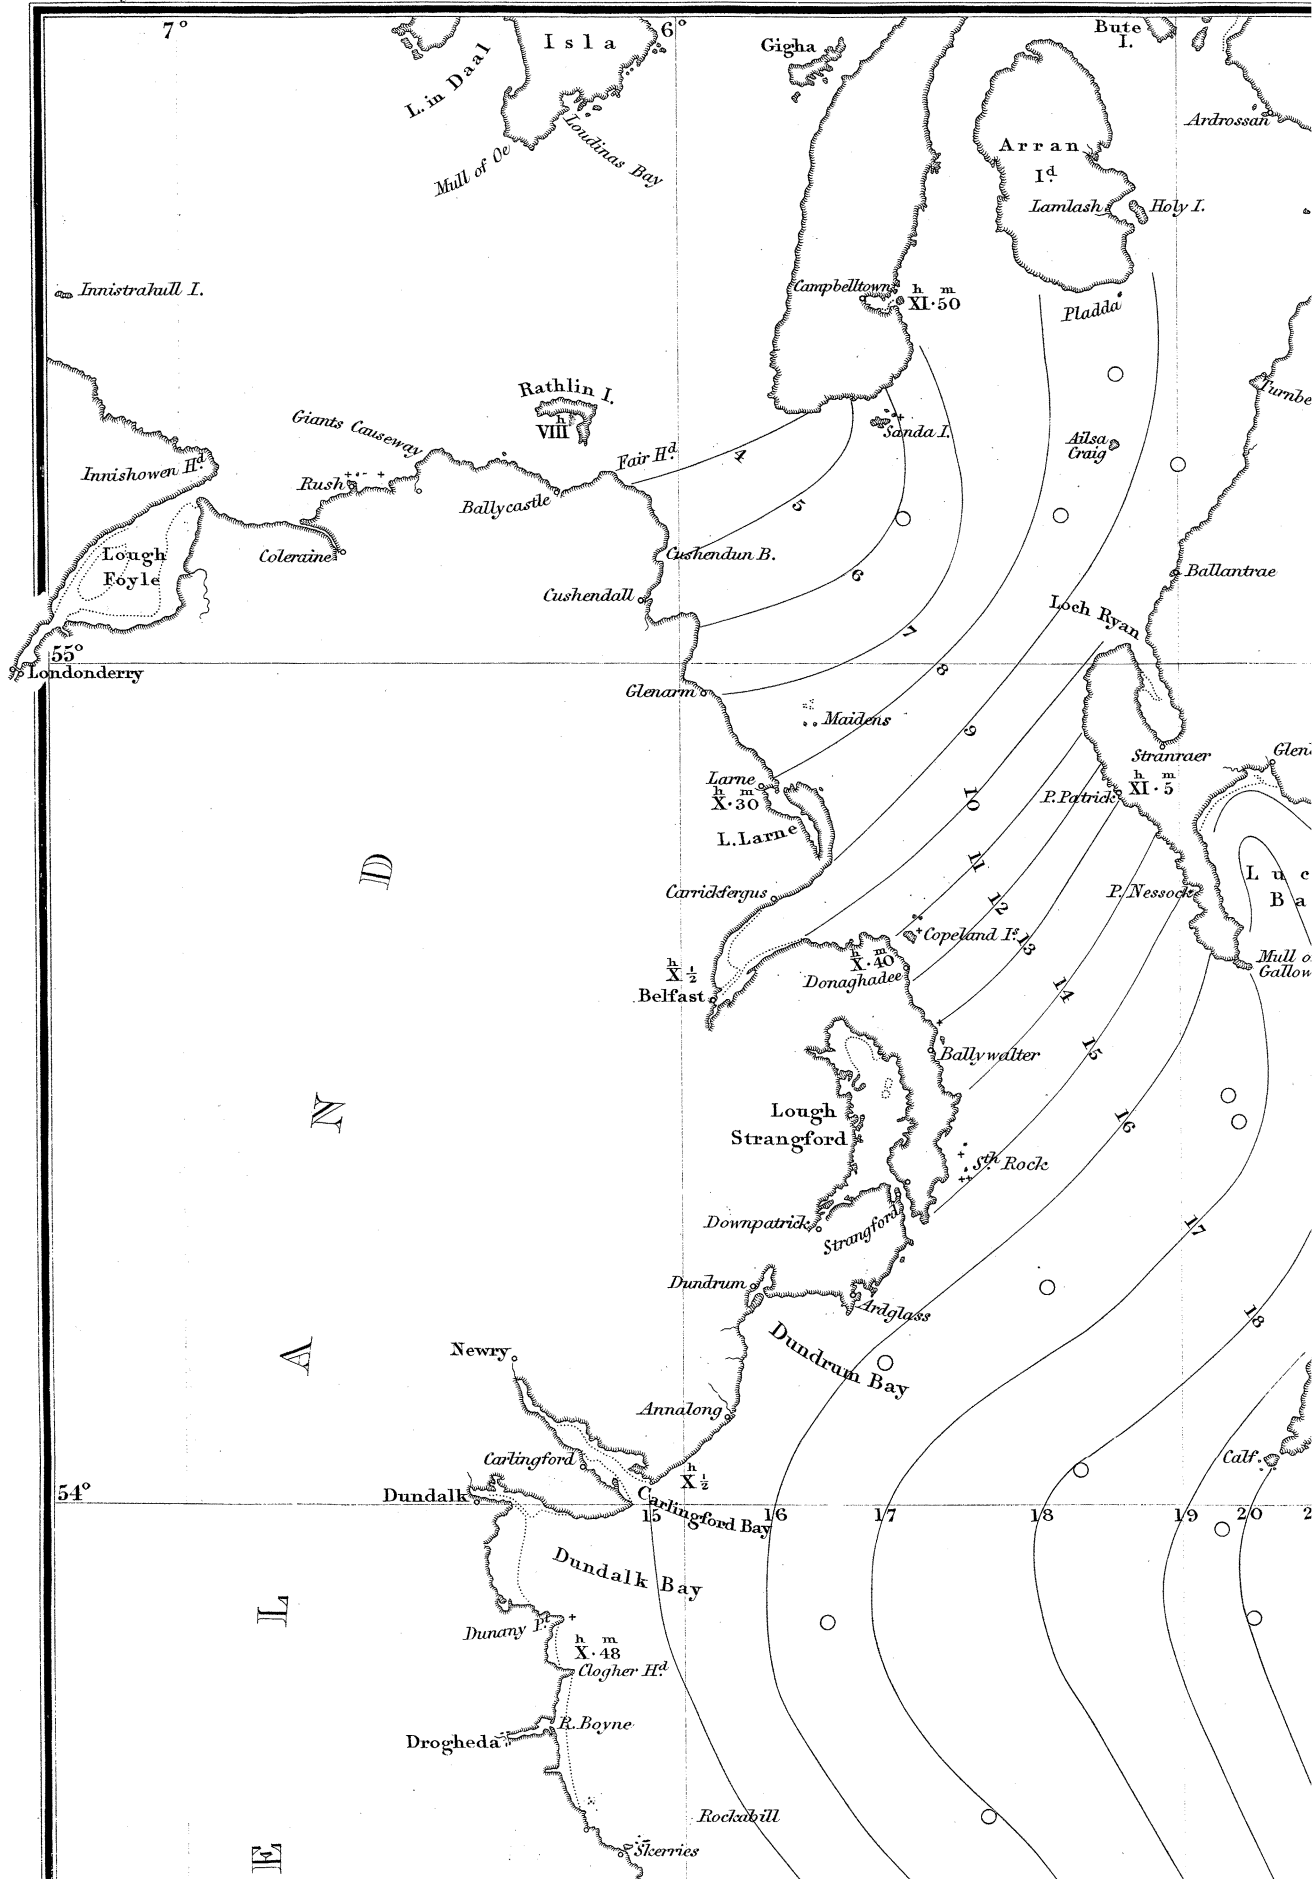 7°
6°
Isla
L. in Daal
Loudinas Bay
Mull of Oe
Gigha
Bute
I.
Ardrossan
Arran
Id.
Lamlash
Holy I.
Innistrahull I.
Campbelltown
h m
XI·50
Pladda
Rathlin I.
h
VIII
Giants Causeway
Fair Hd.
4
Sanda I.
Ailsa
Craig
Innishowen Hd.
Rush
Ballycastle
5
Coleraine
Cushendun B.
Lough
Foyle
6
Ballantrae
Cushendall
Loch Ryan
7
55°
Londonderry
8
Glenarm
Maidens
9
Stranraer
Larne
h m
X·30
10
P. Patrick
h m
XI·5
L. Larne
11
D
Carrickfergus
12
P. Nessock
Copeland Is.
13
h m
X·40
Donaghadee
h
X½
Belfast
14
15
Ballywalter
N
Lough
Strangford
16
Sth. Rock
Downpatrick
Strangford
17
Dundrum
Ardglass
18
Dundrum Bay
A
Newry
Annalong
Carlingford
h
X½
Calf.
54°
Dundalk
Carlingford Bay
15 16 17 18 19 20
Dundalk Bay
L
Dunany Pt.
h m
X·48
Clogher Hd.
R. Boyne
Drogheda
Rockabill
Skerries
E